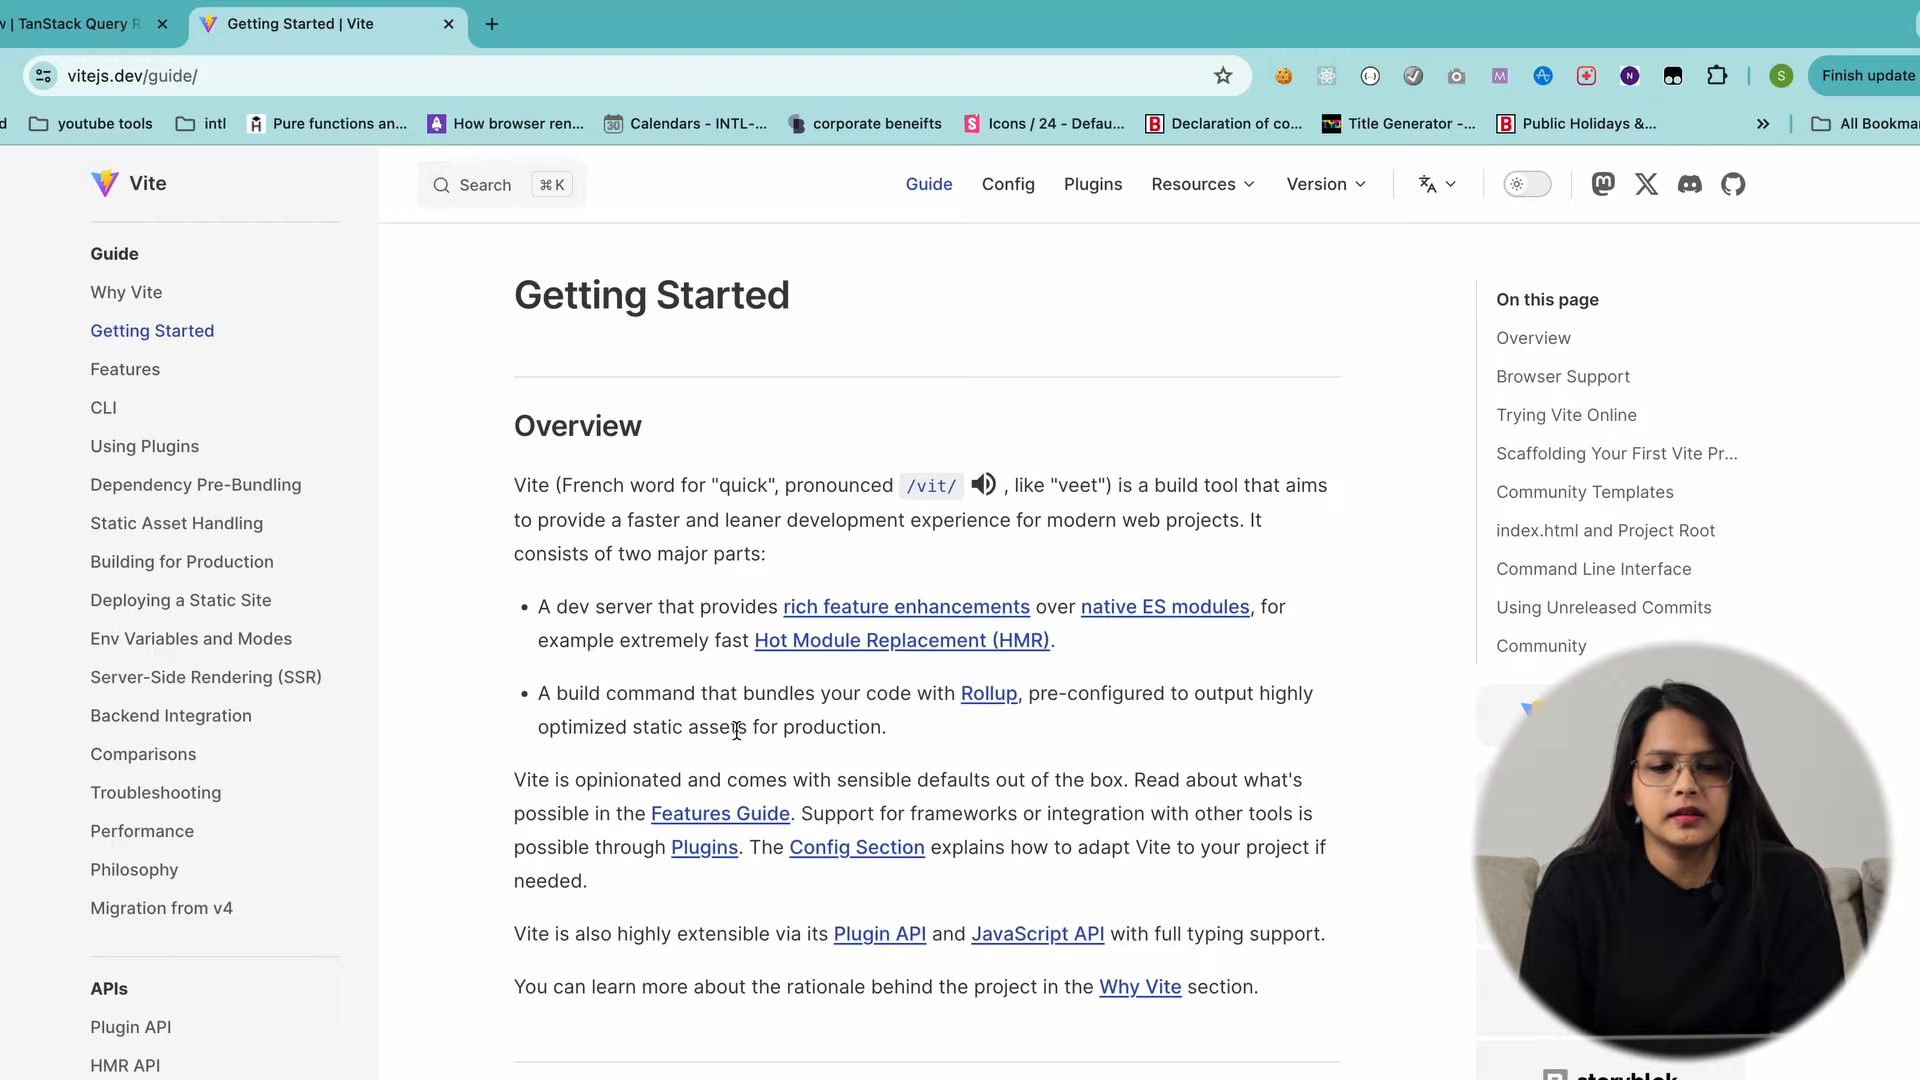 w | TanStack Query R
Getting Started | Vite
vitejs.dev/guide/
S
Finish update
d
youtube tools
intl
Pure functions an...
How browser ren...
Calendars - INTL-...
corporate beneifts
Icons / 24 - Defau...
Declaration of co...
Title Generator -...
Public Holidays &...
All Bookma
Vite
Search
⌘ K
Guide
Config
Plugins
Resources
Version
Guide
Why Vite
Getting Started
Features
CLI
Using Plugins
Dependency Pre-Bundling
Static Asset Handling
Building for Production
Deploying a Static Site
Env Variables and Modes
Server-Side Rendering (SSR)
Backend Integration
Comparisons
Troubleshooting
Performance
Philosophy
Migration from v4
APIs
Plugin API
HMR API
Getting Started
Overview
Vite (French word for "quick", pronounced /vit/ , like "veet") is a build tool that aims
to provide a faster and leaner development experience for modern web projects. It
consists of two major parts:
• A dev server that provides rich feature enhancements over native ES modules, for
example extremely fast Hot Module Replacement (HMR).
• A build command that bundles your code with Rollup, pre-configured to output highly
optimized static assets for production.
Vite is opinionated and comes with sensible defaults out of the box. Read about what's
possible in the Features Guide. Support for frameworks or integration with other tools is
possible through Plugins. The Config Section explains how to adapt Vite to your project if
needed.
Vite is also highly extensible via its Plugin API and JavaScript API with full typing support.
You can learn more about the rationale behind the project in the Why Vite section.
On this page
Overview
Browser Support
Trying Vite Online
Scaffolding Your First Vite Pr...
Community Templates
index.html and Project Root
Command Line Interface
Using Unreleased Commits
Community
storyblok